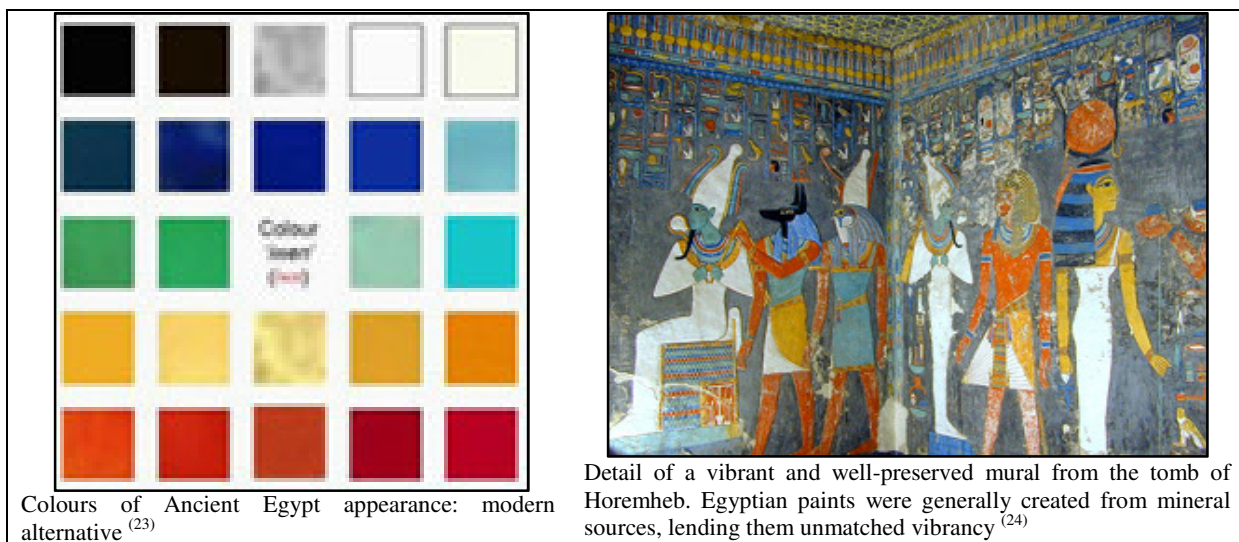 Colour
Colours of Ancient Egypt appearance: modern
alternative (23)
Detail of a vibrant and well-preserved mural from the tomb of
Horemheb. Egyptian paints were generally created from mineral
sources, lending them unmatched vibrancy (24)